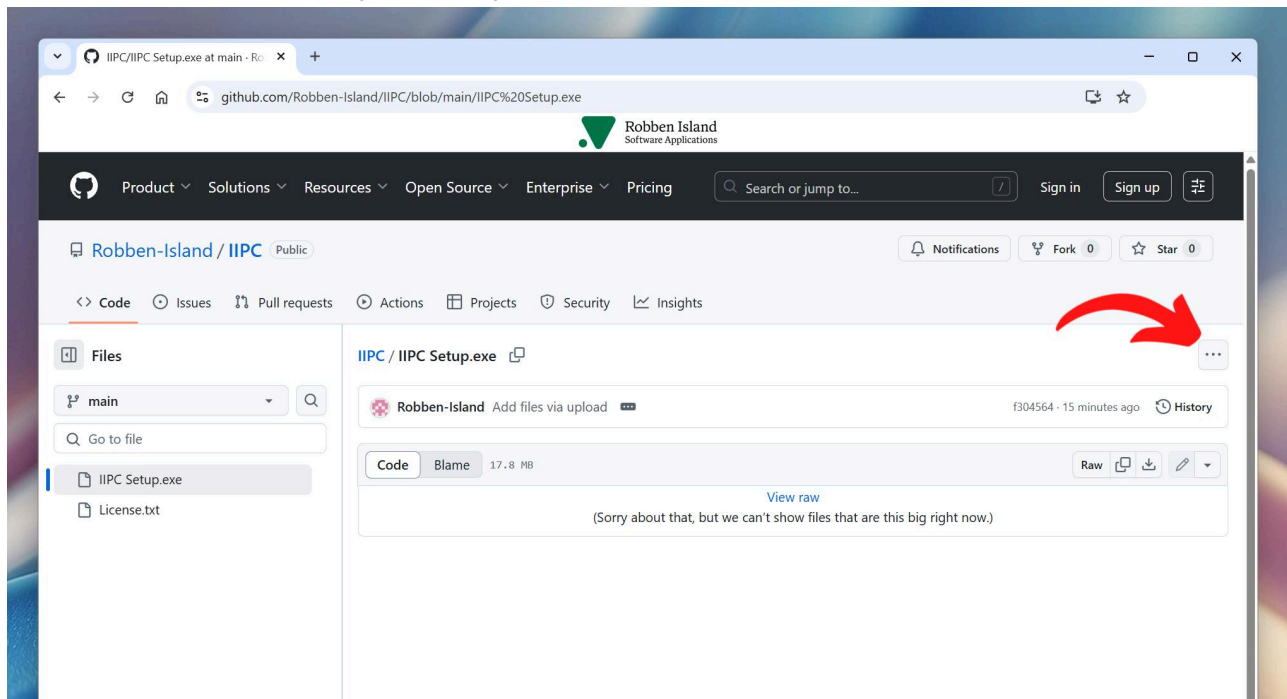 IIPC/IIPC Setup.exe at main · Ro
github.com/Robben-Island/IIPC/blob/main/IIPC%20Setup.exe
Robben Island
Software Applications
Product Solutions Resources Open Source Enterprise Pricing Search or jump to... / Sign in Sign up
Robben-Island / IIPC Public Notifications Fork 0 Star 0
Code Issues Pull requests Actions Projects Security Insights
Files
IIPC / IIPC Setup.exe
main
Robben-Island Add files via upload f304564 · 15 minutes ago History
Go to file
Code Blame 17.8 MB Raw
IIPC Setup.exe
View raw
License.txt
(Sorry about that, but we can't show files that are this big right now.)